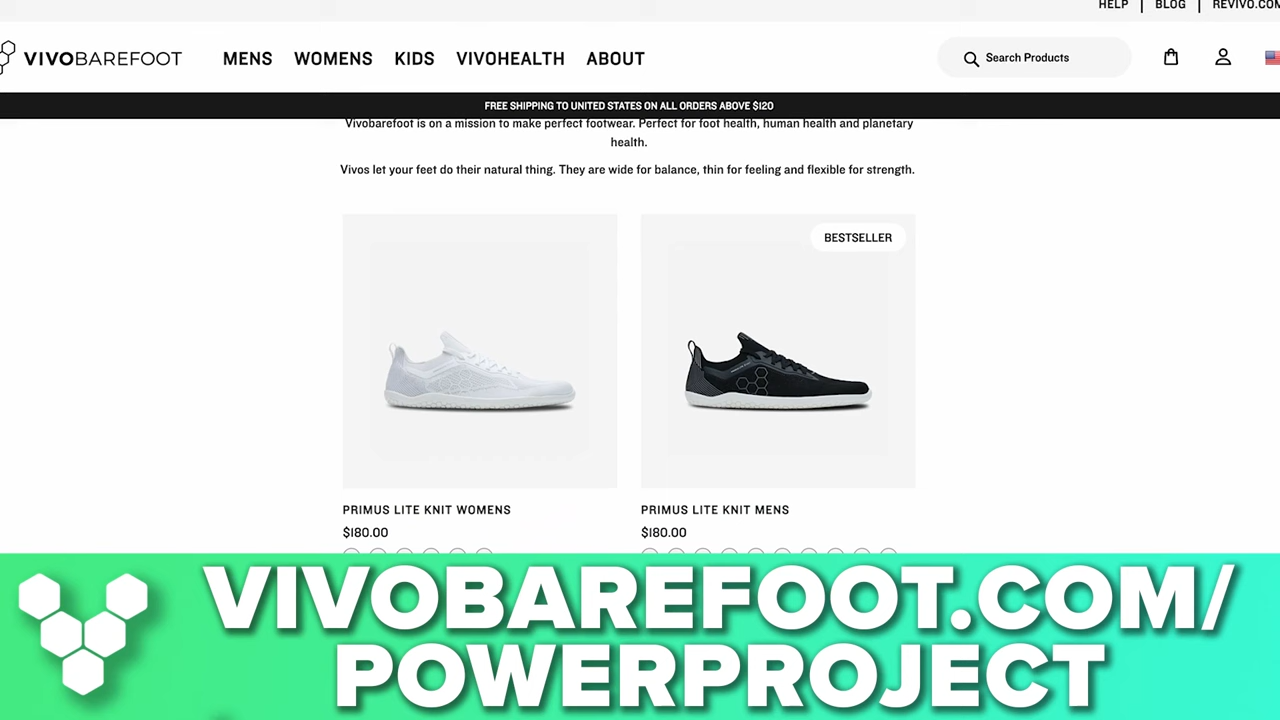 HELP | BLOG | REVIVO.COM
VIVOBAREFOOT
MENS WOMENS KIDS VIVOHEALTH ABOUT
Search Products
FREE SHIPPING TO UNITED STATES ON ALL ORDERS ABOVE $120
Vivobarefoot is on a mission to make perfect footwear. Perfect for foot health, human health and planetary
health.
Vivos let your feet do their natural thing. They are wide for balance, thin for feeling and flexible for strength.
BESTSELLER
PRIMUS LITE KNIT WOMENS
$180.00
PRIMUS LITE KNIT MENS
$180.00
VIVOBAREFOOT.COM/
POWERPROJECT